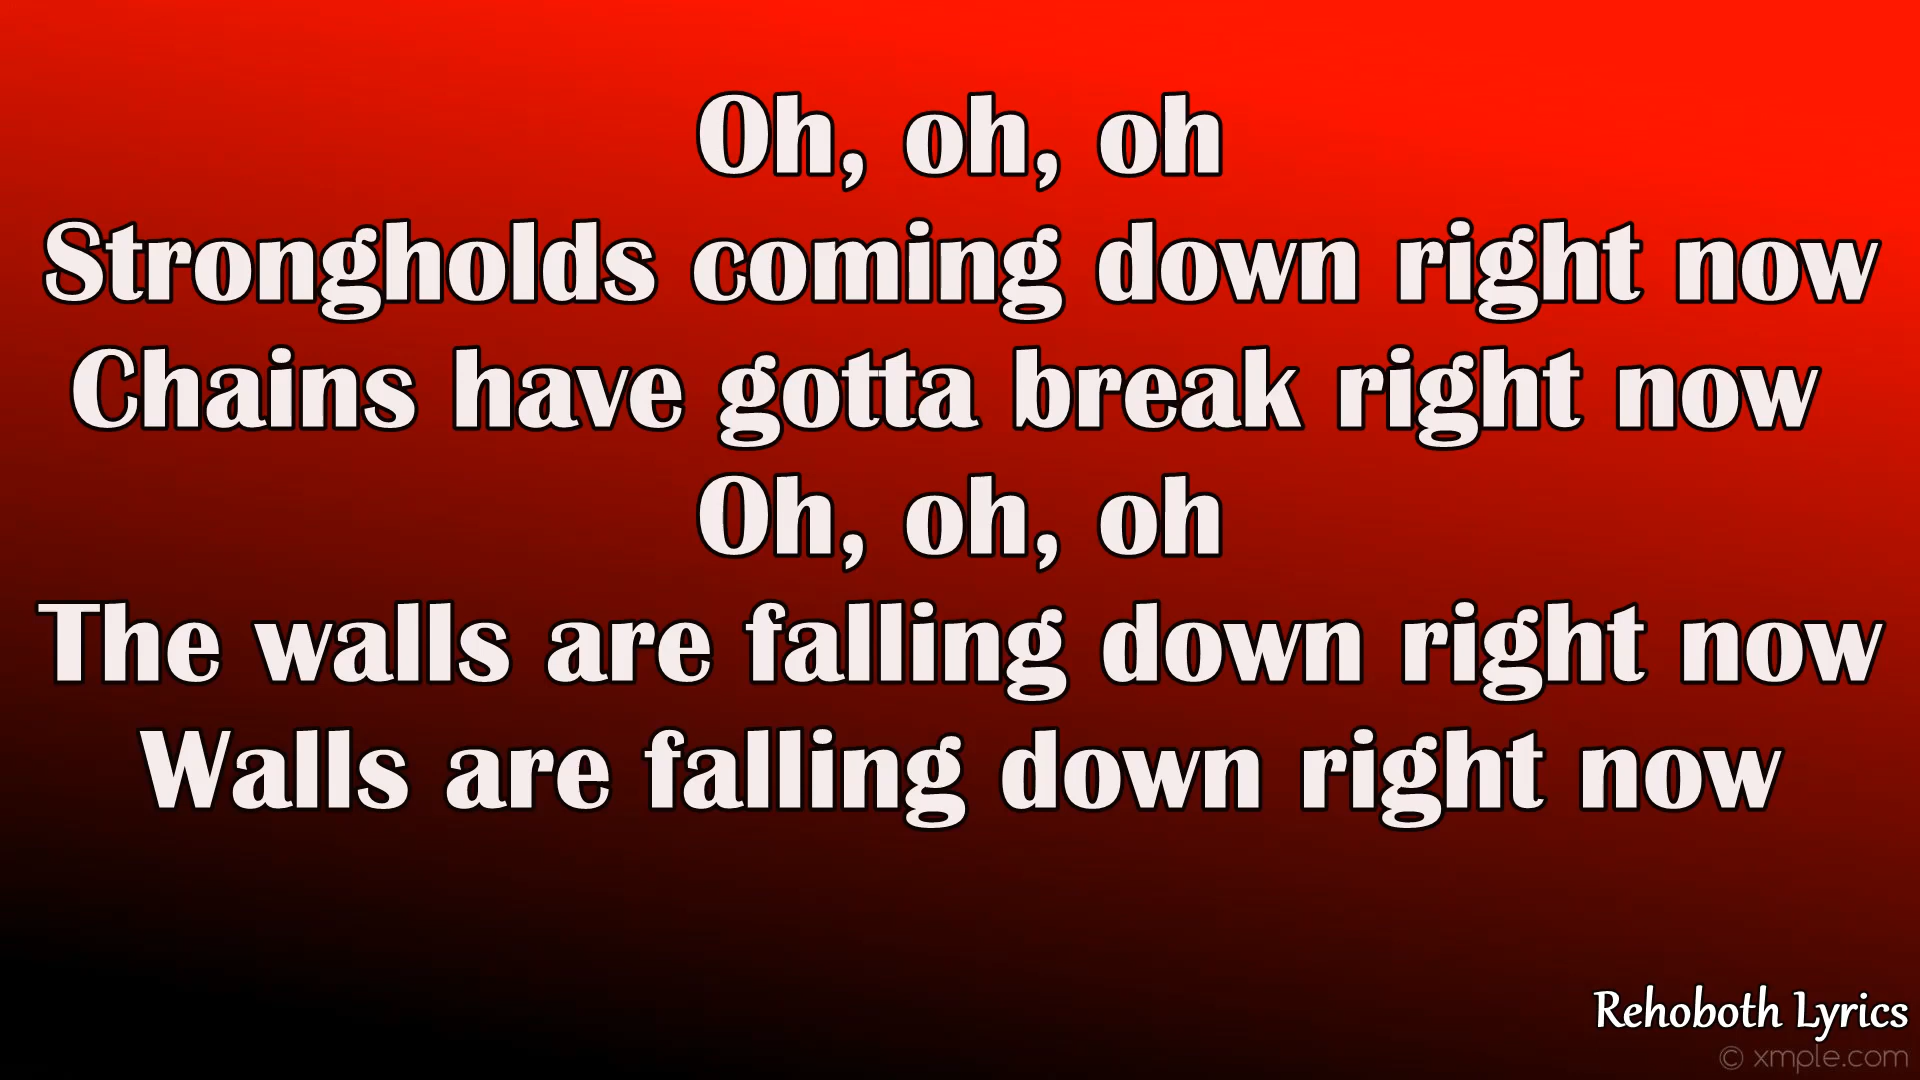 Oh, oh, oh
Strongholds coming down right now
Chains have gotta break right now
Oh, oh, oh
The walls are falling down right now
Walls are falling down right now
Rehoboth Lyrics
© xmple.com